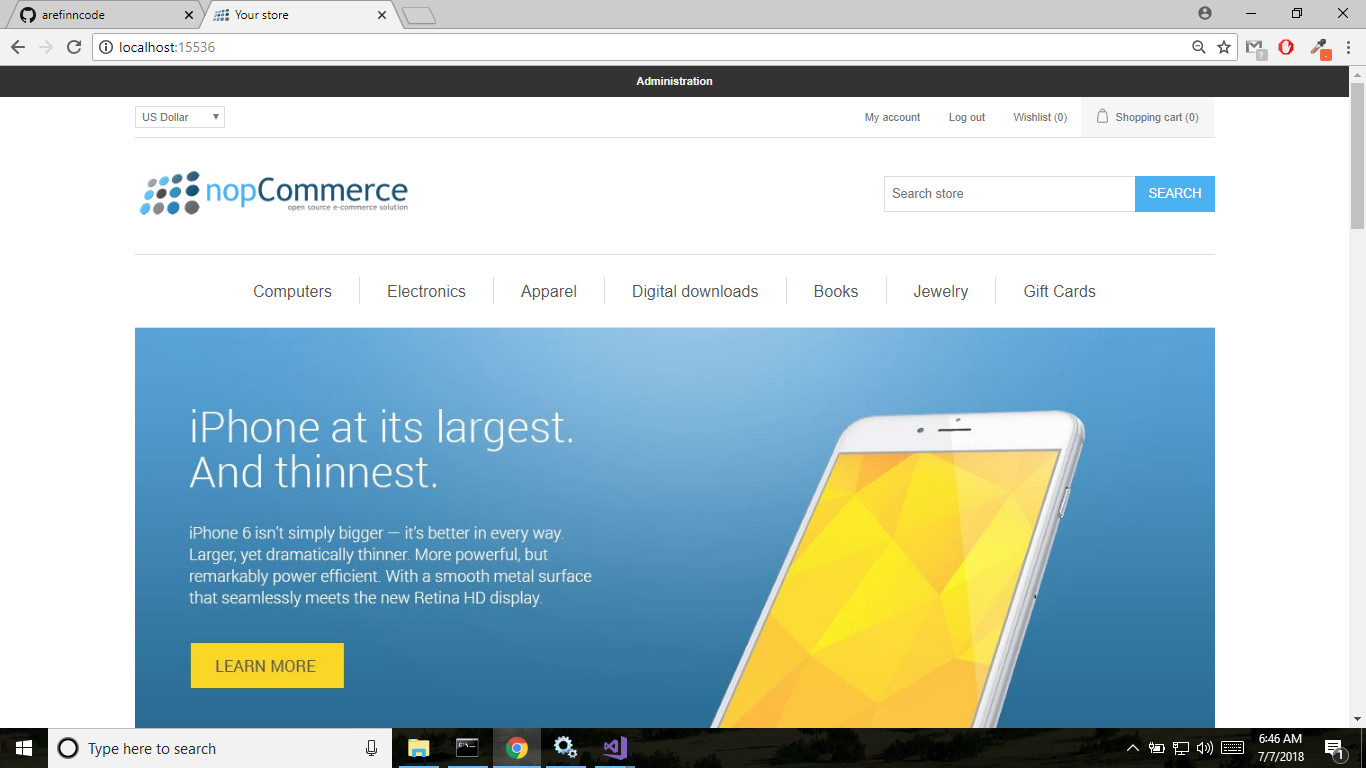 arefinncode
Your store
localhost:15536
Administration
US Dollar
My account
Log out
Wishlist (0)
Shopping cart (0)
nopCommerce
open source e-commerce solution
Search store
SEARCH
Computers
Electronics
Apparel
Digital downloads
Books
Jewelry
Gift Cards
iPhone at its largest.
And thinnest.
iPhone 6 isn't simply bigger — it's better in every way.
Larger, yet dramatically thinner. More powerful, but
remarkably power efficient. With a smooth metal surface
that seamlessly meets the new Retina HD display.
LEARN MORE
Type here to search
6:46 AM
7/7/2018
1